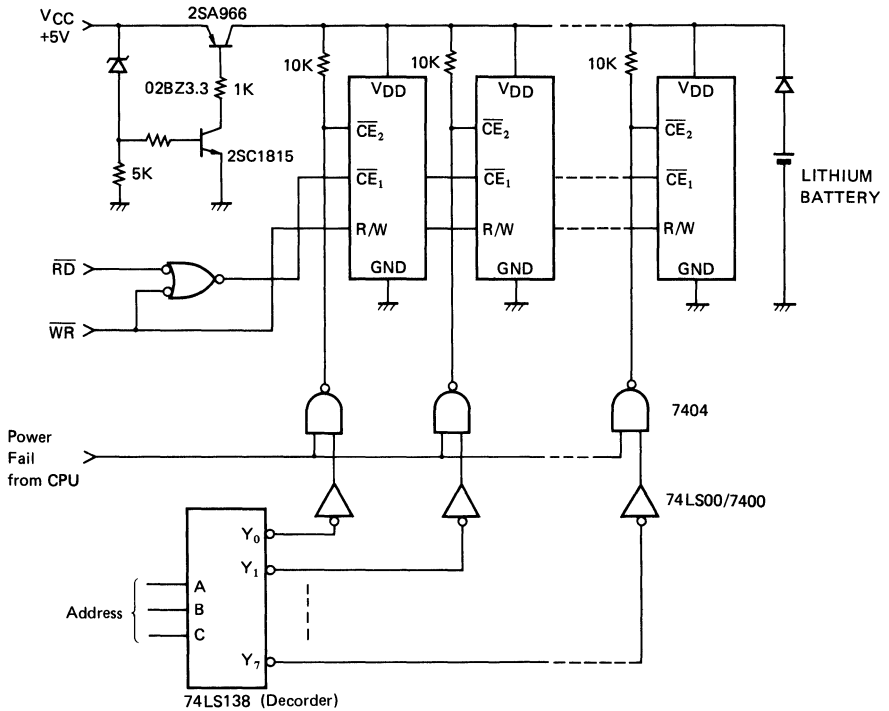 VCC
+5V
2SA966
02BZ3.3
1K
2SC1815
5K
10K
10K
10K
VDD
VDD
VDD
CE2
CE2
CE2
CE1
CE1
CE1
R/W
R/W
R/W
GND
GND
GND
LITHIUM
BATTERY
RD
WR
7404
Power
Fail
from CPU
74LS00/7400
Y0
Y1
Address
A
B
C
Y7
74LS138 (Decorder)